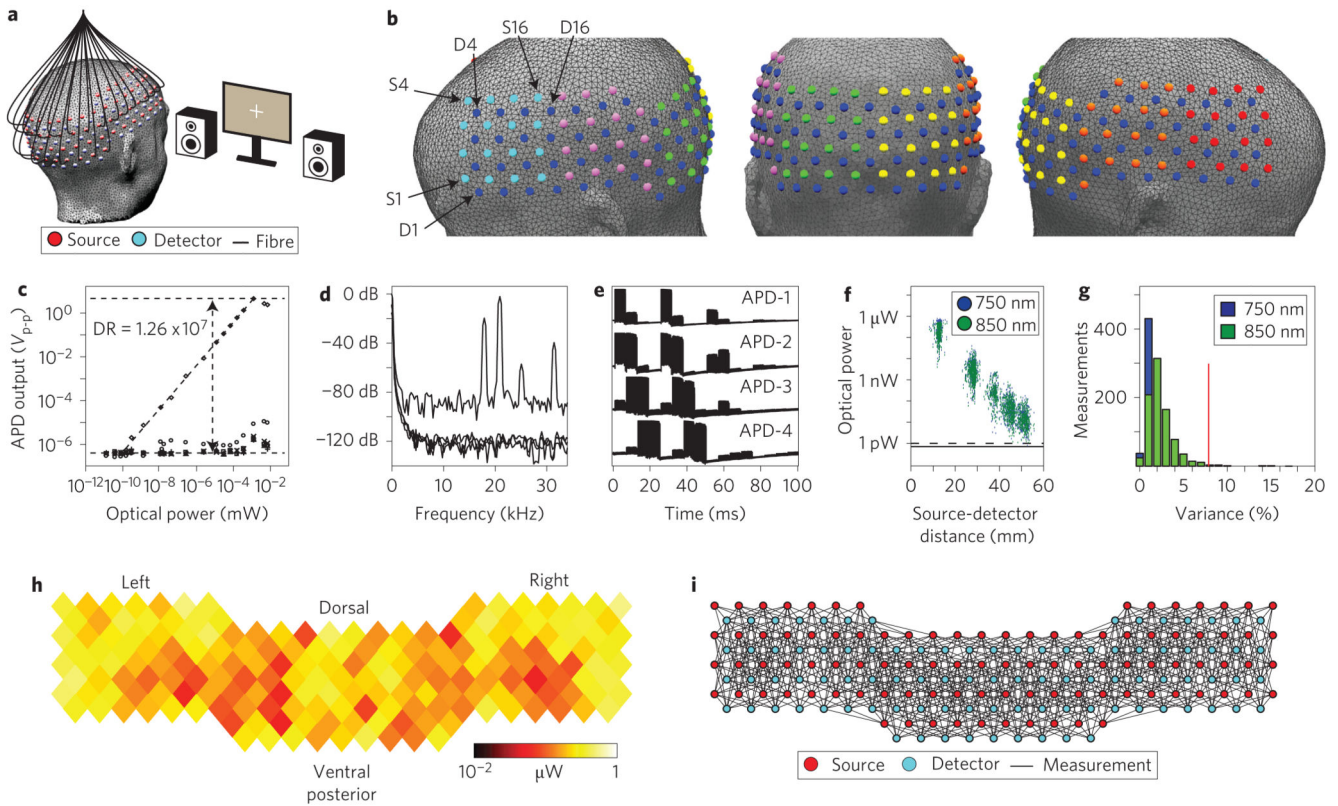 a
Source Detector Fibre
b
S16 D16
D4
S4
S1
D1
c
APD output (Vp-p)
10^0
10^-2
10^-4
10^-6
DR = 1.26 x10^7
10^-12 10^-10 10^-8 10^-6 10^-4 10^-2
Optical power (mW)
d
0 dB
−40 dB
−80 dB
−120 dB
0 10 20 30
Frequency (kHz)
e
APD-1
APD-2
APD-3
APD-4
0 20 40 60 80 100
Time (ms)
f
750 nm
850 nm
Optical power
1 μW
1 nW
1 pW
0 20 40 60
Source-detector
distance (mm)
g
750 nm
850 nm
Measurements
400
200
0 5 10 15 20
Variance (%)
h
Left
Dorsal
Right
Ventral
posterior
10^-2 μW 1
i
Source Detector Measurement